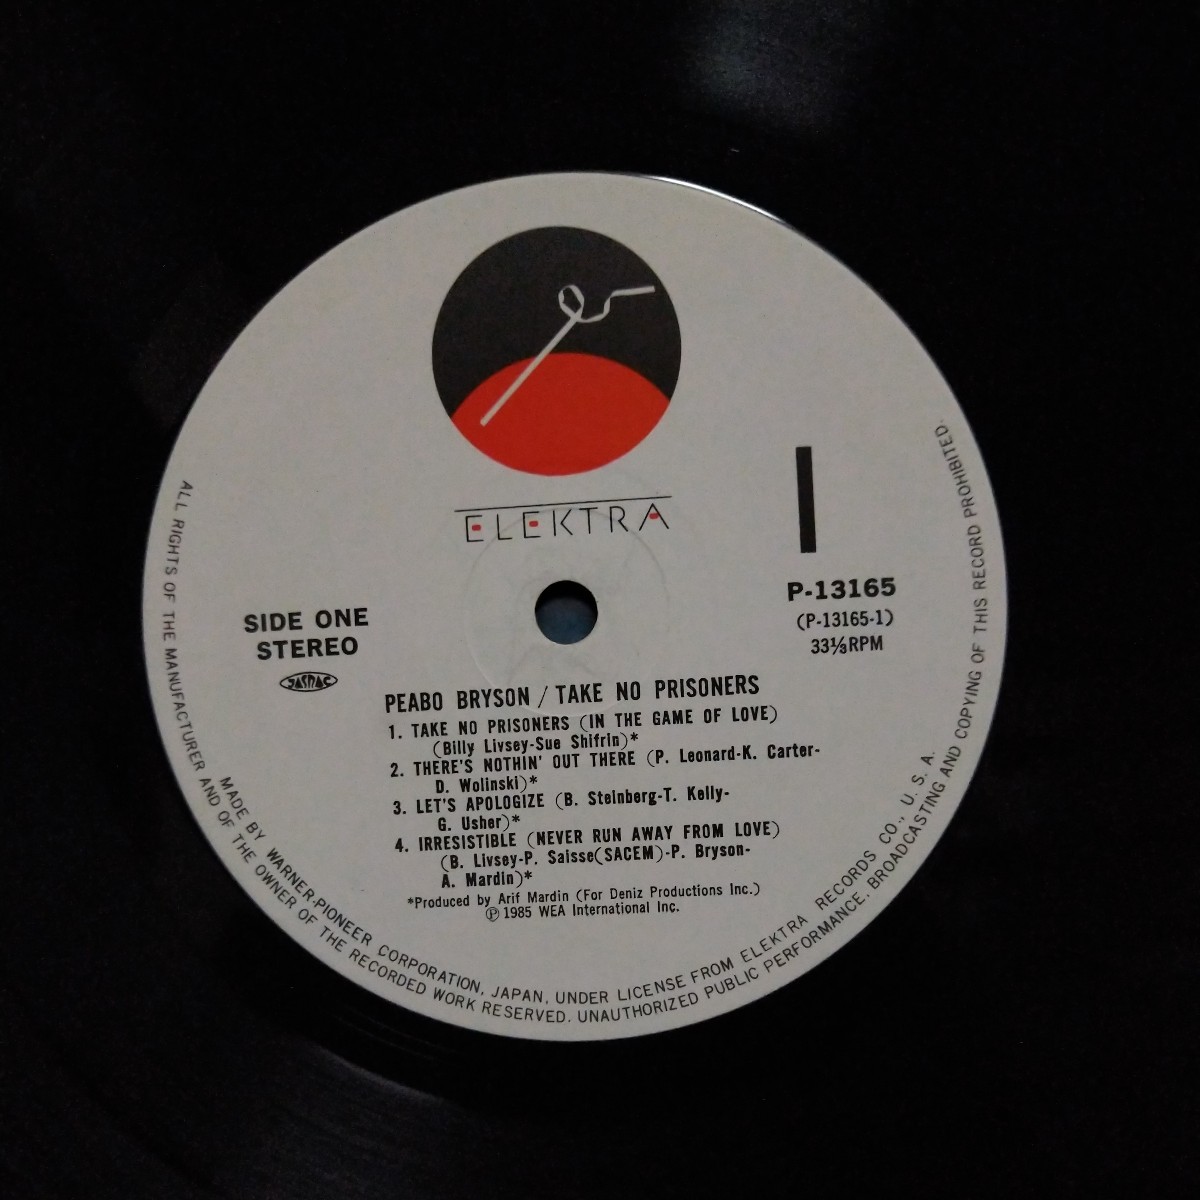 ELEKTRA
I
P-13165
(P-13165-1)
33⅓RPM
SIDE ONE
STEREO
JASRAC
PEABO BRYSON / TAKE NO PRISONERS
1. TAKE NO PRISONERS (IN THE GAME OF LOVE)
(Billy Livsey-Sue Shifrin)*
2. THERE'S NOTHIN' OUT THERE (P. Leonard-K. Carter-
D. Wolinski)*
3. LET'S APOLOGIZE (B. Steinberg-T. Kelly-
G. Usher)*
4. IRRESISTIBLE (NEVER RUN AWAY FROM LOVE)
(B. Livsey-P. Saisse(SACEM)-P. Bryson-
A. Mardin)*
*Produced by Arif Mardin (For Deniz Productions Inc.)
Ⓟ 1985 WEA International Inc.
MADE BY WARNER-PIONEER CORPORATION, JAPAN, UNDER LICENSE FROM ELEKTRA RECORDS CO., U. S. A.
ALL RIGHTS OF THE MANUFACTURER AND OF THE OWNER OF THE RECORDED WORK RESERVED. UNAUTHORIZED PUBLIC PERFORMANCE, BROADCASTING AND COPYING OF THIS RECORD PROHIBITED.